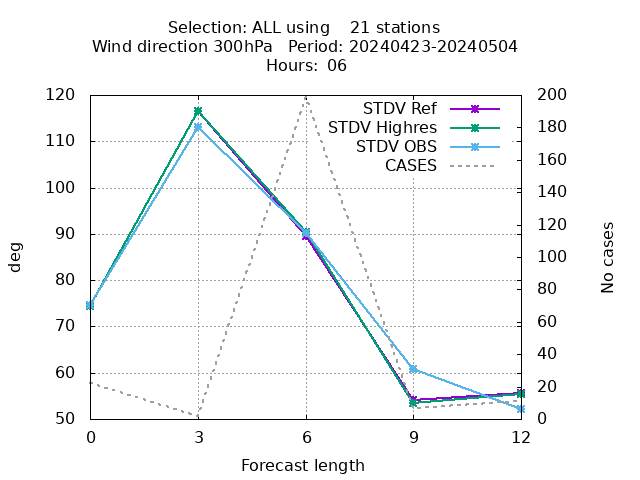 Selection: ALL using    21 stations
Wind direction 300hPa   Period: 20240423-20240504
Hours: 06
120
110
100
90
80
70
60
50
deg
STDV Ref
STDV Highres
STDV OBS
CASES
200
180
160
140
120
100
80
60
40
20
0
No cases
0 3 6 9 12
Forecast length